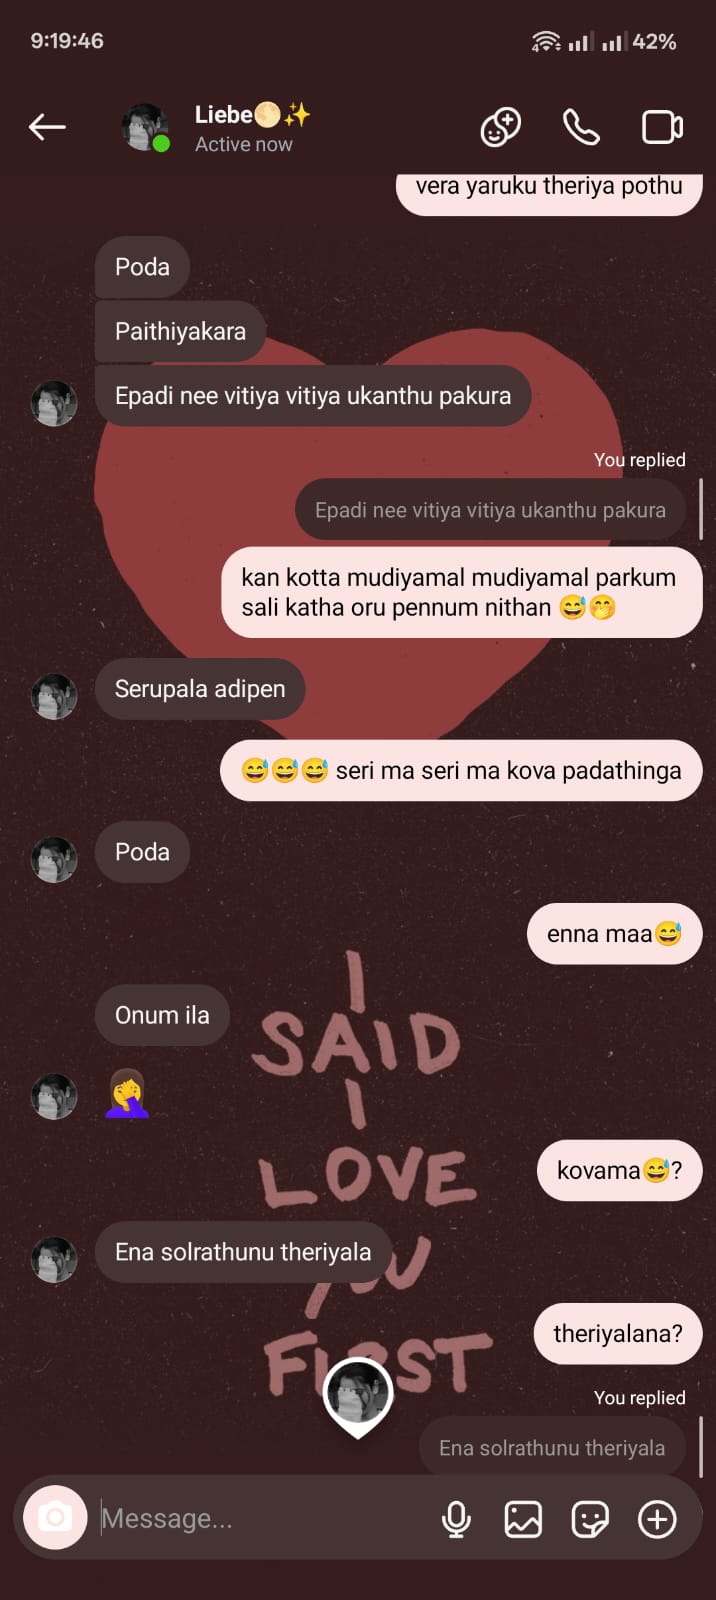 9:19:46
42%
Liebe🌕✨
Active now
vera yaruku theriya pothu
Poda
Paithiyakara
Epadi nee vitiya vitiya ukanthu pakura
You replied
Epadi nee vitiya vitiya ukanthu pakura
kan kotta mudiyamal mudiyamal parkum
sali katha oru pennum nithan 😅🤭
Serupala adipen
😅😅😅 seri ma seri ma kova padathinga
Poda
enna maa😅
Onum ila
🤦‍♀️
kovama😅?
Ena solrathunu theriyala
theriyalana?
You replied
Ena solrathunu theriyala
I
SAID
I
LOVE
YOU
FIRST
Message...